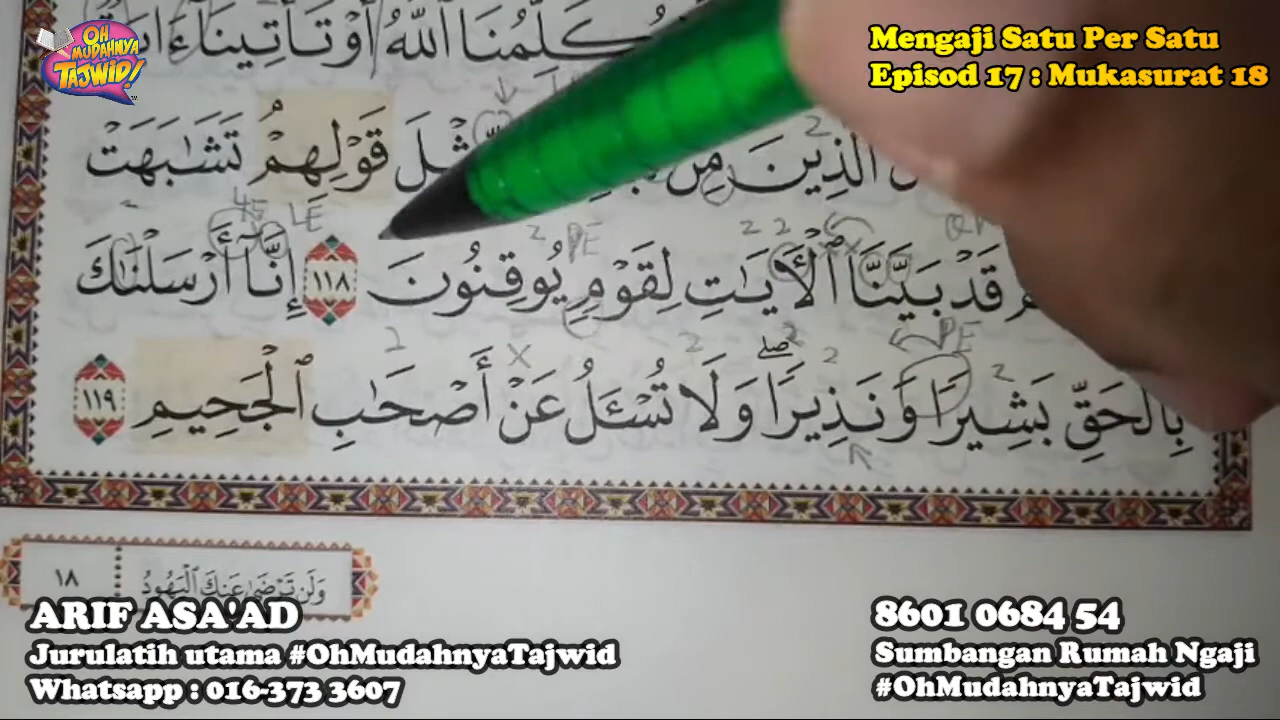 OH MUDAHNYA TAJWID!
Mengaji Satu Per Satu
Episod 17 : Mukasurat 18
كَلِّمُنَا ٱللَّهُ أَوْ تَأْتِينَآ
ٱلَّذِينَ مِن قَوْلِهِمْ تَشَٰبَهَتْ
قَدْ بَيَّنَّا ٱلْأَيَٰتِ لِقَوْمٍ يُوقِنُونَ ١١٨ إِنَّآ أَرْسَلْنَٰكَ
بِٱلْحَقِّ بَشِيرًا وَنَذِيرًا ۖ وَلَا تُسْـَٔلُ عَنْ أَصْحَٰبِ ٱلْجَحِيمِ ١١٩
وَلَن تَرْضَىٰ عَنكَ ٱلْيَهُودُ ١٨
ARIF ASA'AD
Jurulatih utama #OhMudahnyaTajwid
Whatsapp : 016-373 3607
8601 0684 54
Sumbangan Rumah Ngaji
#OhMudahnyaTajwid